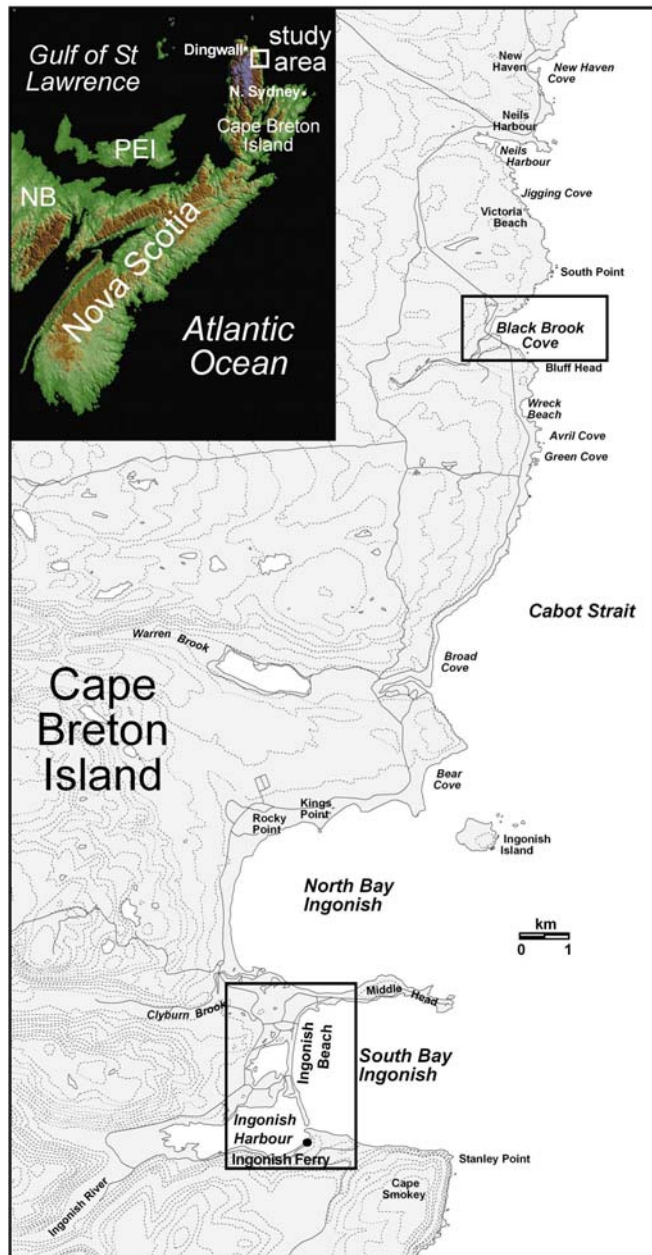 Gulf of St
Lawrence
Dingwall
study
area
N. Sydney
Cape Breton
Island
PEI
NB
Nova Scotia
Atlantic
Ocean
New
Haven
New Haven
Cove
Neils
Harbour
Neils
Harbour
Jigging Cove
Victoria
Beach
South Point
Black Brook
Cove
Bluff Head
Wreck
Beach
Avril Cove
Green Cove
Cabot Strait
Warren Brook
Broad
Cove
Cape
Breton
Island
Bear
Cove
Kings
Point
Rocky
Point
Ingonish
Island
North Bay
Ingonish
km
0 1
Middle Head
Clyburn Brook
Ingonish
Beach
South Bay
Ingonish
Ingonish
Harbour
Ingonish Ferry
Stanley Point
Cape
Smokey
Ingonish River